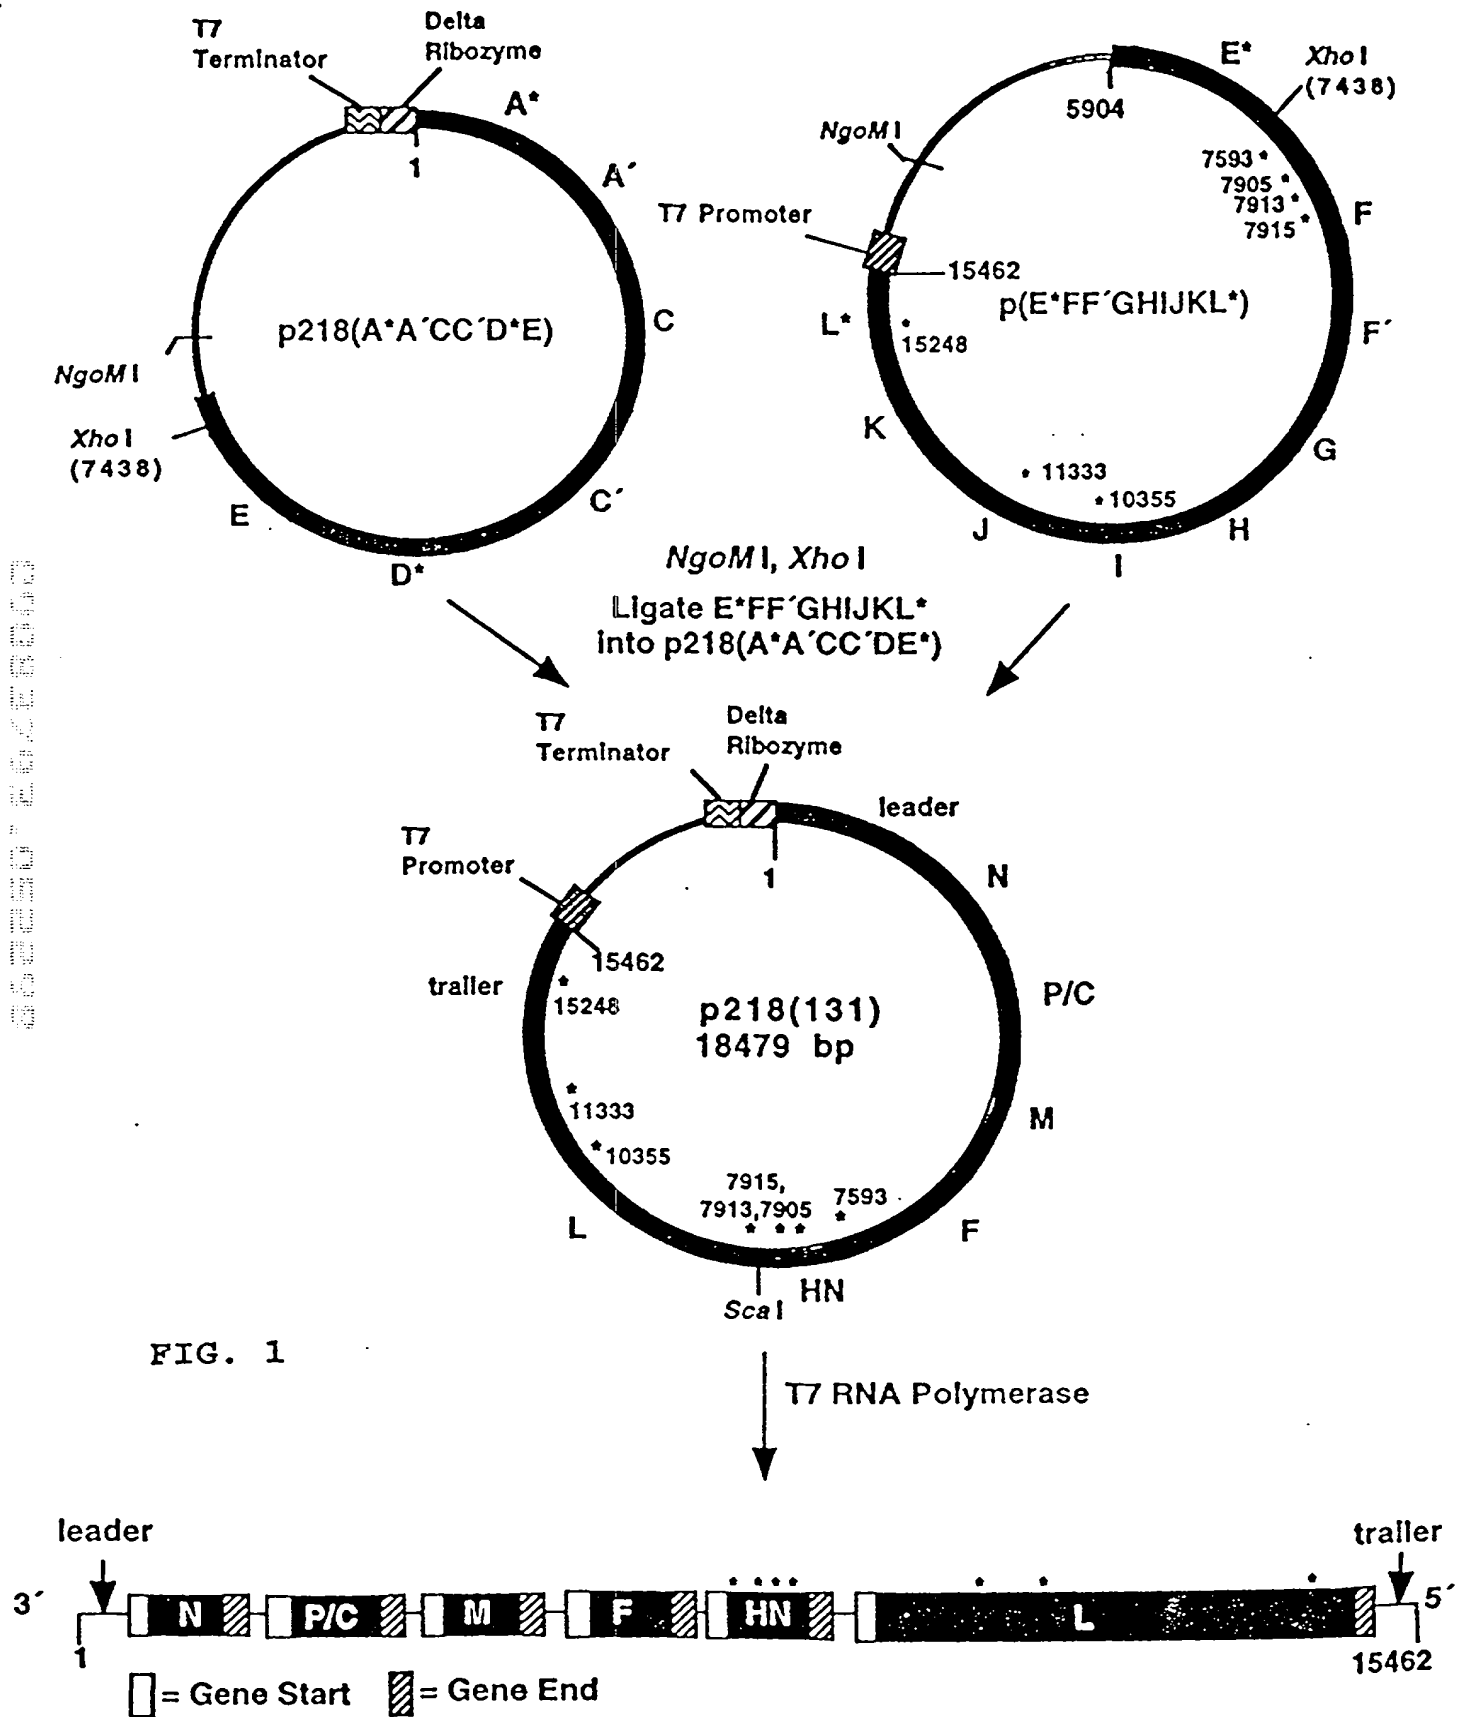 T7
Terminator
Delta
Ribozyme
A*
A´
C
C´
D*
E
1
NgoM I
Xho I
(7438)
p218(A*A´CC´D*E)
E*
Xho I
(7438)
5904
NgoM I
7593 *
7905 *
7913 *
7915 *
F
T7 Promoter
15462
p(E*FF´GHIJKL*)
L*
*
15248
F´
K
G
* 11333
* 10355
J
H
I
NgoM I, Xho I
Ligate E*FF´GHIJKL*
into p218(A*A´CC´DE*)
T7
Terminator
Delta
Ribozyme
leader
T7
Promoter
1
N
15462
trailer
*
15248
p218(131)
18479 bp
P/C
*
11333
M
* 10355
7915,
7913,7905
* * *
7593
*
L
F
HN
Sca I
FIG. 1
T7 RNA Polymerase
leader
trailer
* * * *
* * *
3´
N
P/C
M
F
HN
L
5´
1
15462
= Gene Start
= Gene End